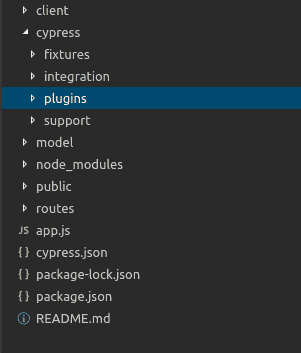 client
cypress
fixtures
integration
plugins
support
model
node_modules
public
routes
JS app.js
{ } cypress.json
{ } package-lock.json
{ } package.json
README.md